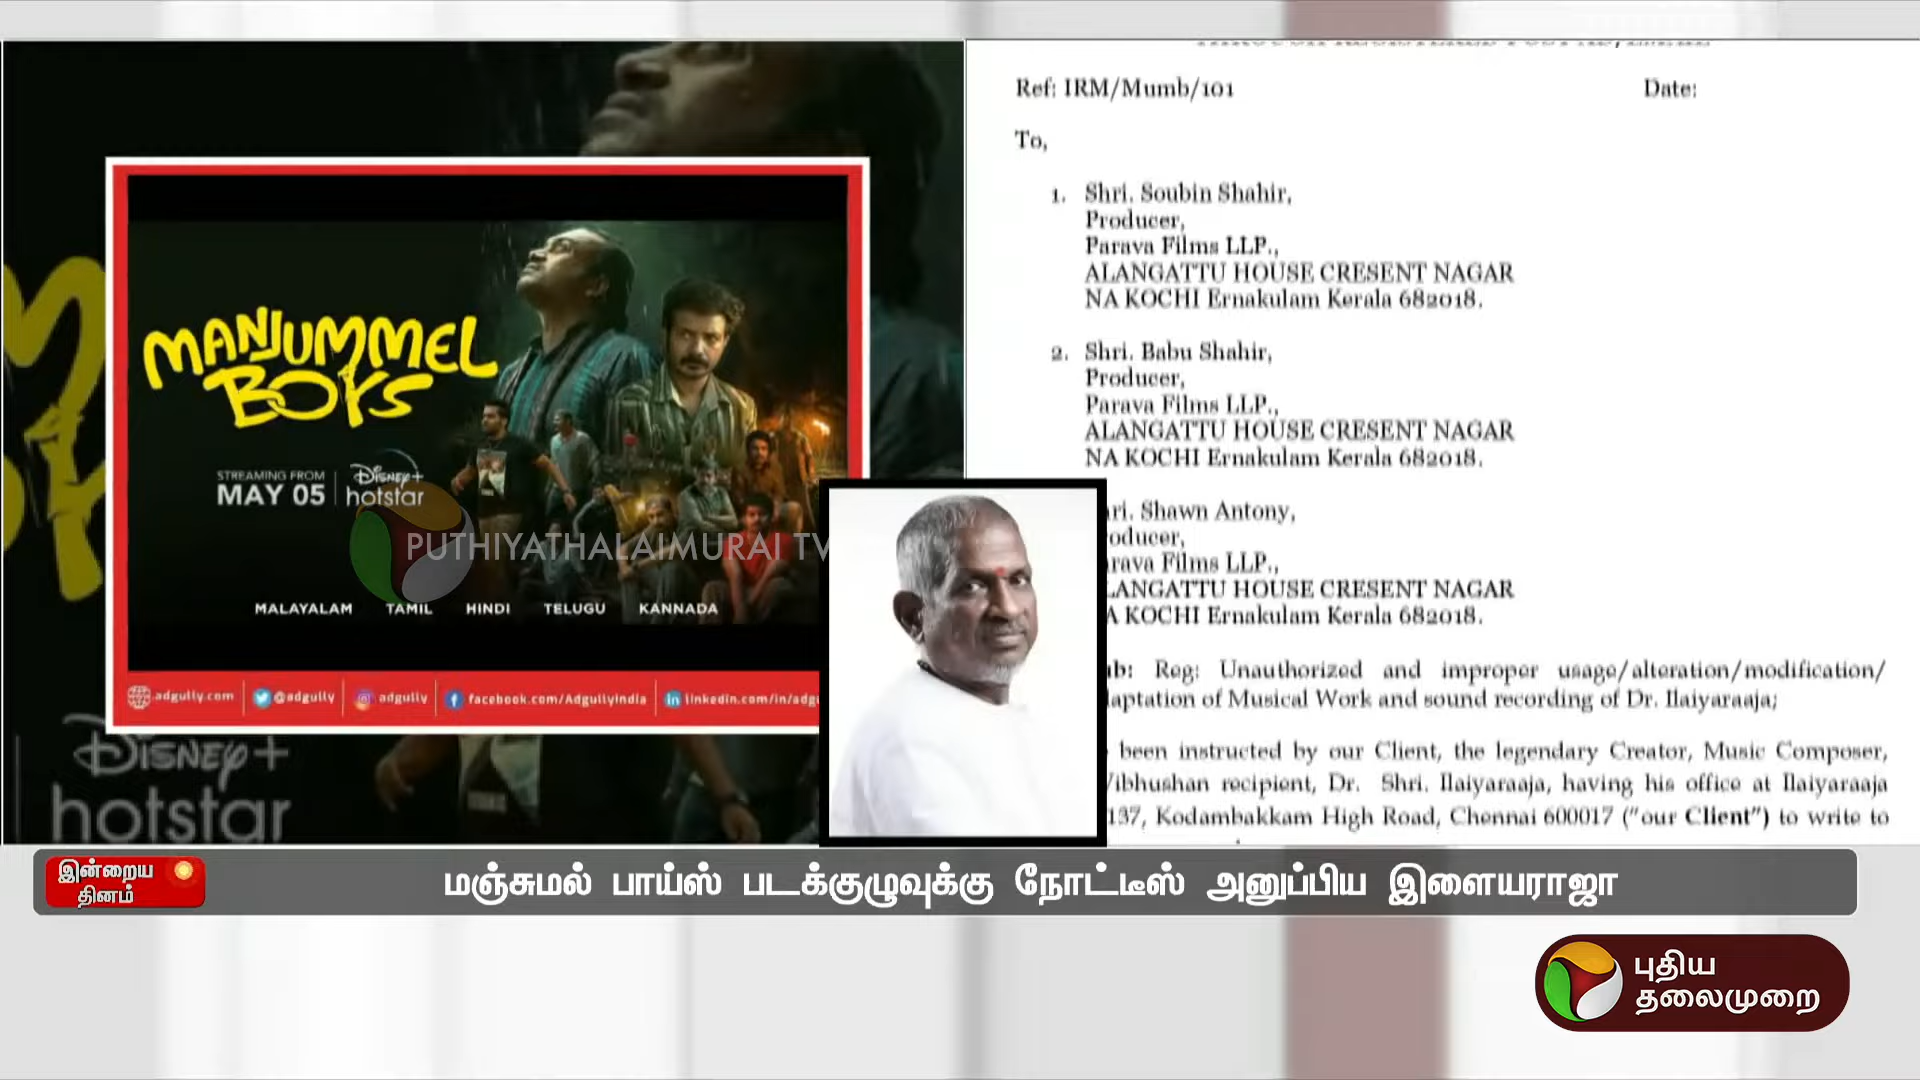 MANJUMMEL
BOYS
STREAMING FROM
MAY 05
Disney+
hotstar
PUTHIYATHALAIMURAI TV
MALAYALAM TAMIL HINDI TELUGU KANNADA
adgully.com @adgully adgully facebook.com/AdgullyIndia linkedin.com/in/adgu
Disney+
hotstar
Ref: IRM/Mumb/101 Date:
To,
1. Shri. Soubin Shahir,
Producer,
Parava Films LLP.,
ALANGATTU HOUSE CRESENT NAGAR
NA KOCHI Ernakulam Kerala 682018.
2. Shri. Babu Shahir,
Producer,
Parava Films LLP.,
ALANGATTU HOUSE CRESENT NAGAR
NA KOCHI Ernakulam Kerala 682018.
ri. Shawn Antony,
oducer,
rava Films LLP.,
LANGATTU HOUSE CRESENT NAGAR
A KOCHI Ernakulam Kerala 682018.
b: Reg: Unauthorized and improper usage/alteration/modification/
aptation of Musical Work and sound recording of Dr. Ilaiyaraaja;
been instructed by our Client, the legendary Creator, Music Composer,
Vibhushan recipient, Dr. Shri. Ilaiyaraaja, having his office at Ilaiyaraaja
137, Kodambakkam High Road, Chennai 600017 ("our Client") to write to
இன்றைய
தினம்
மஞ்சுமல் பாய்ஸ் படக்குழுவுக்கு நோட்டீஸ் அனுப்பிய இளையராஜா
புதிய
தலைமுறை